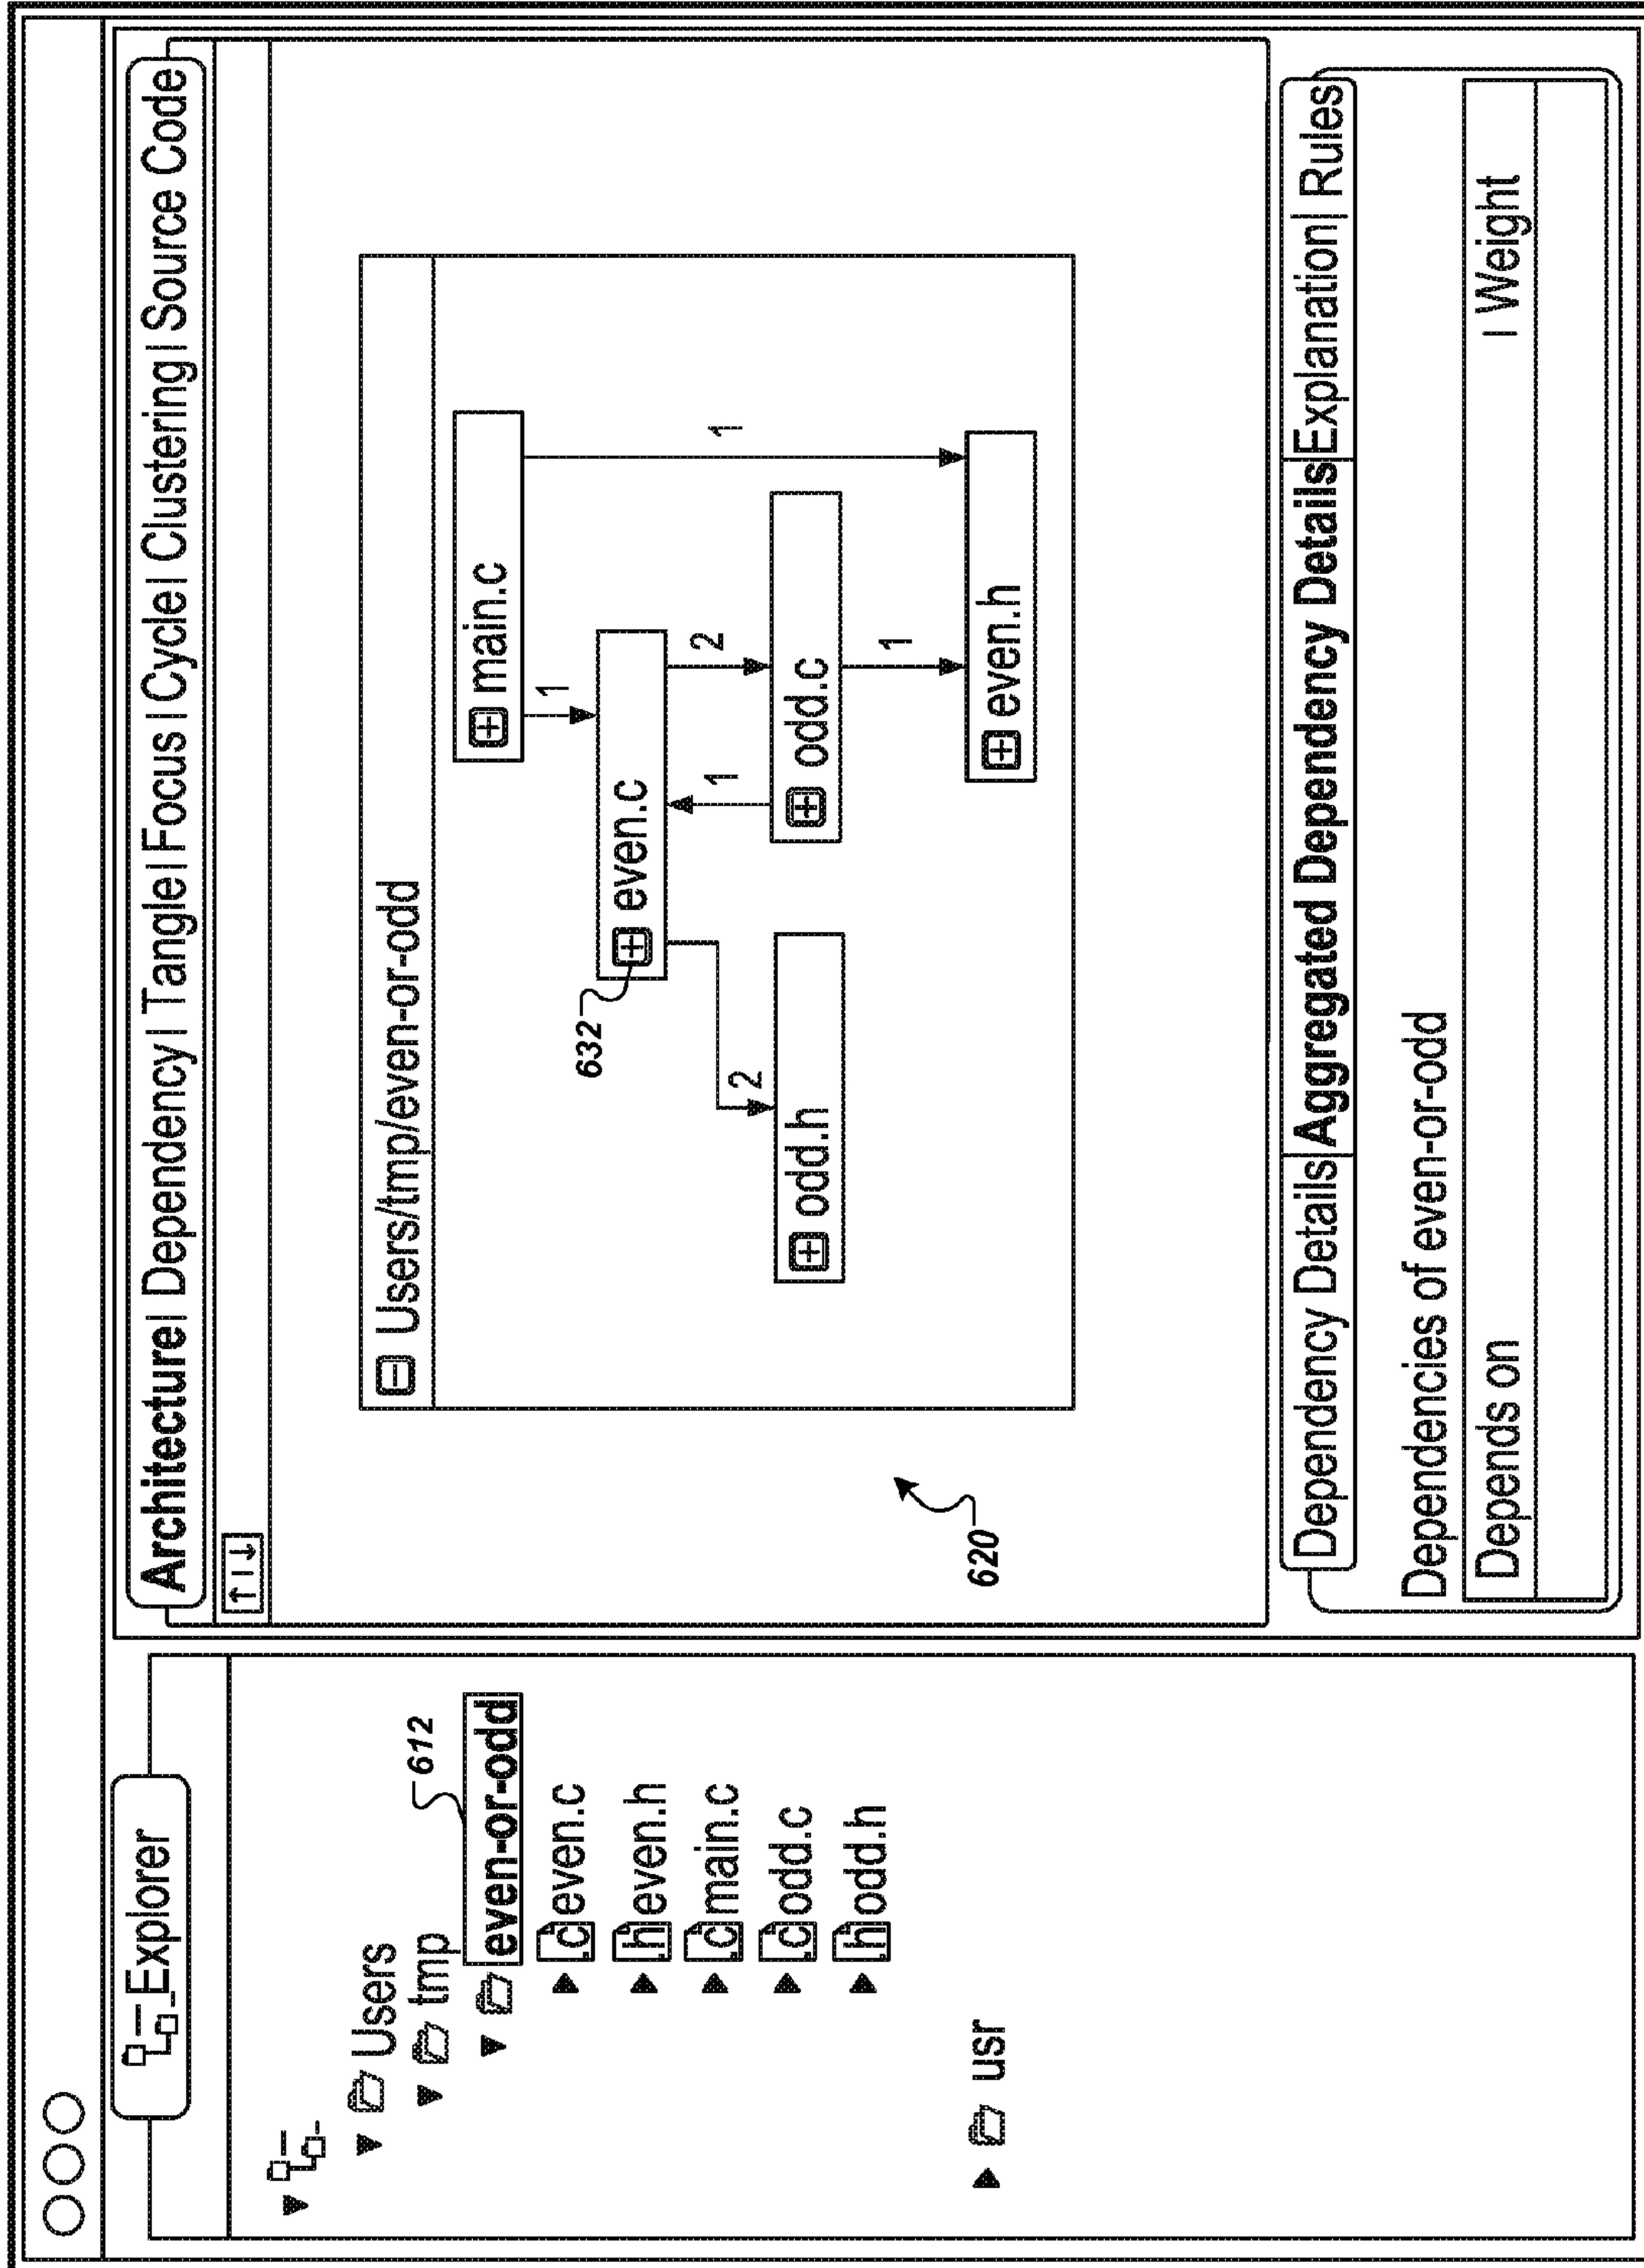 Explorer
Users
tmp
612
even-or-odd
.c even.c
.h even.h
.c main.c
.c odd.c
.h odd.h
usr
Architecture| Dependency| Tangle| Focus | Cycle| Clustering| Source Code
↑|↓
Users/tmp/even-or-odd
main.c
1
1
632
even.c
2
1
2
odd.h
odd.c
1
even.h
620
Dependency Details| Aggregated Dependency Details| Explanation| Rules
Dependencies of even-or-odd
Depends on | Weight